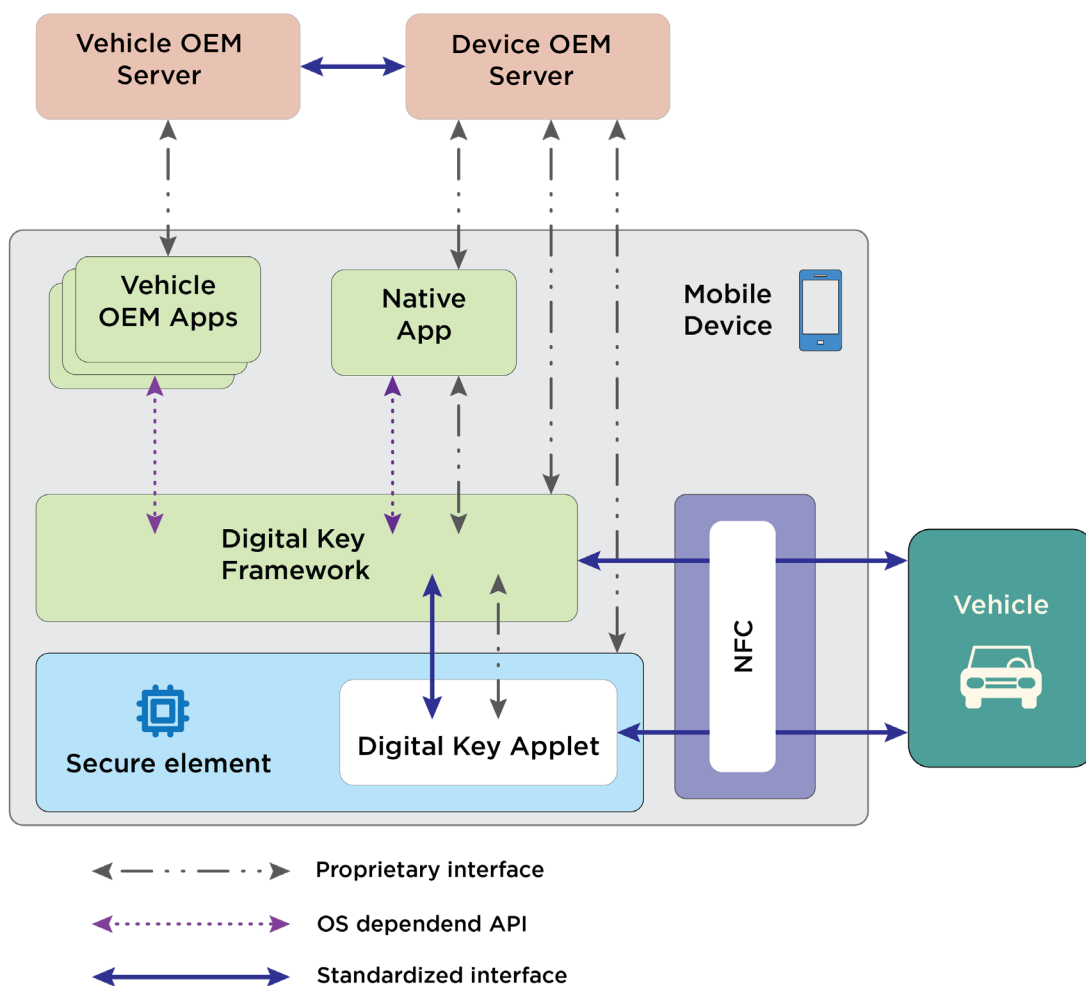 Vehicle OEM
Server
Device OEM
Server
Vehicle
OEM Apps
Native
App
Mobile
Device
Digital Key
Framework
NFC
Vehicle
Secure element
Digital Key Applet
Proprietary interface
OS dependend API
Standardized interface